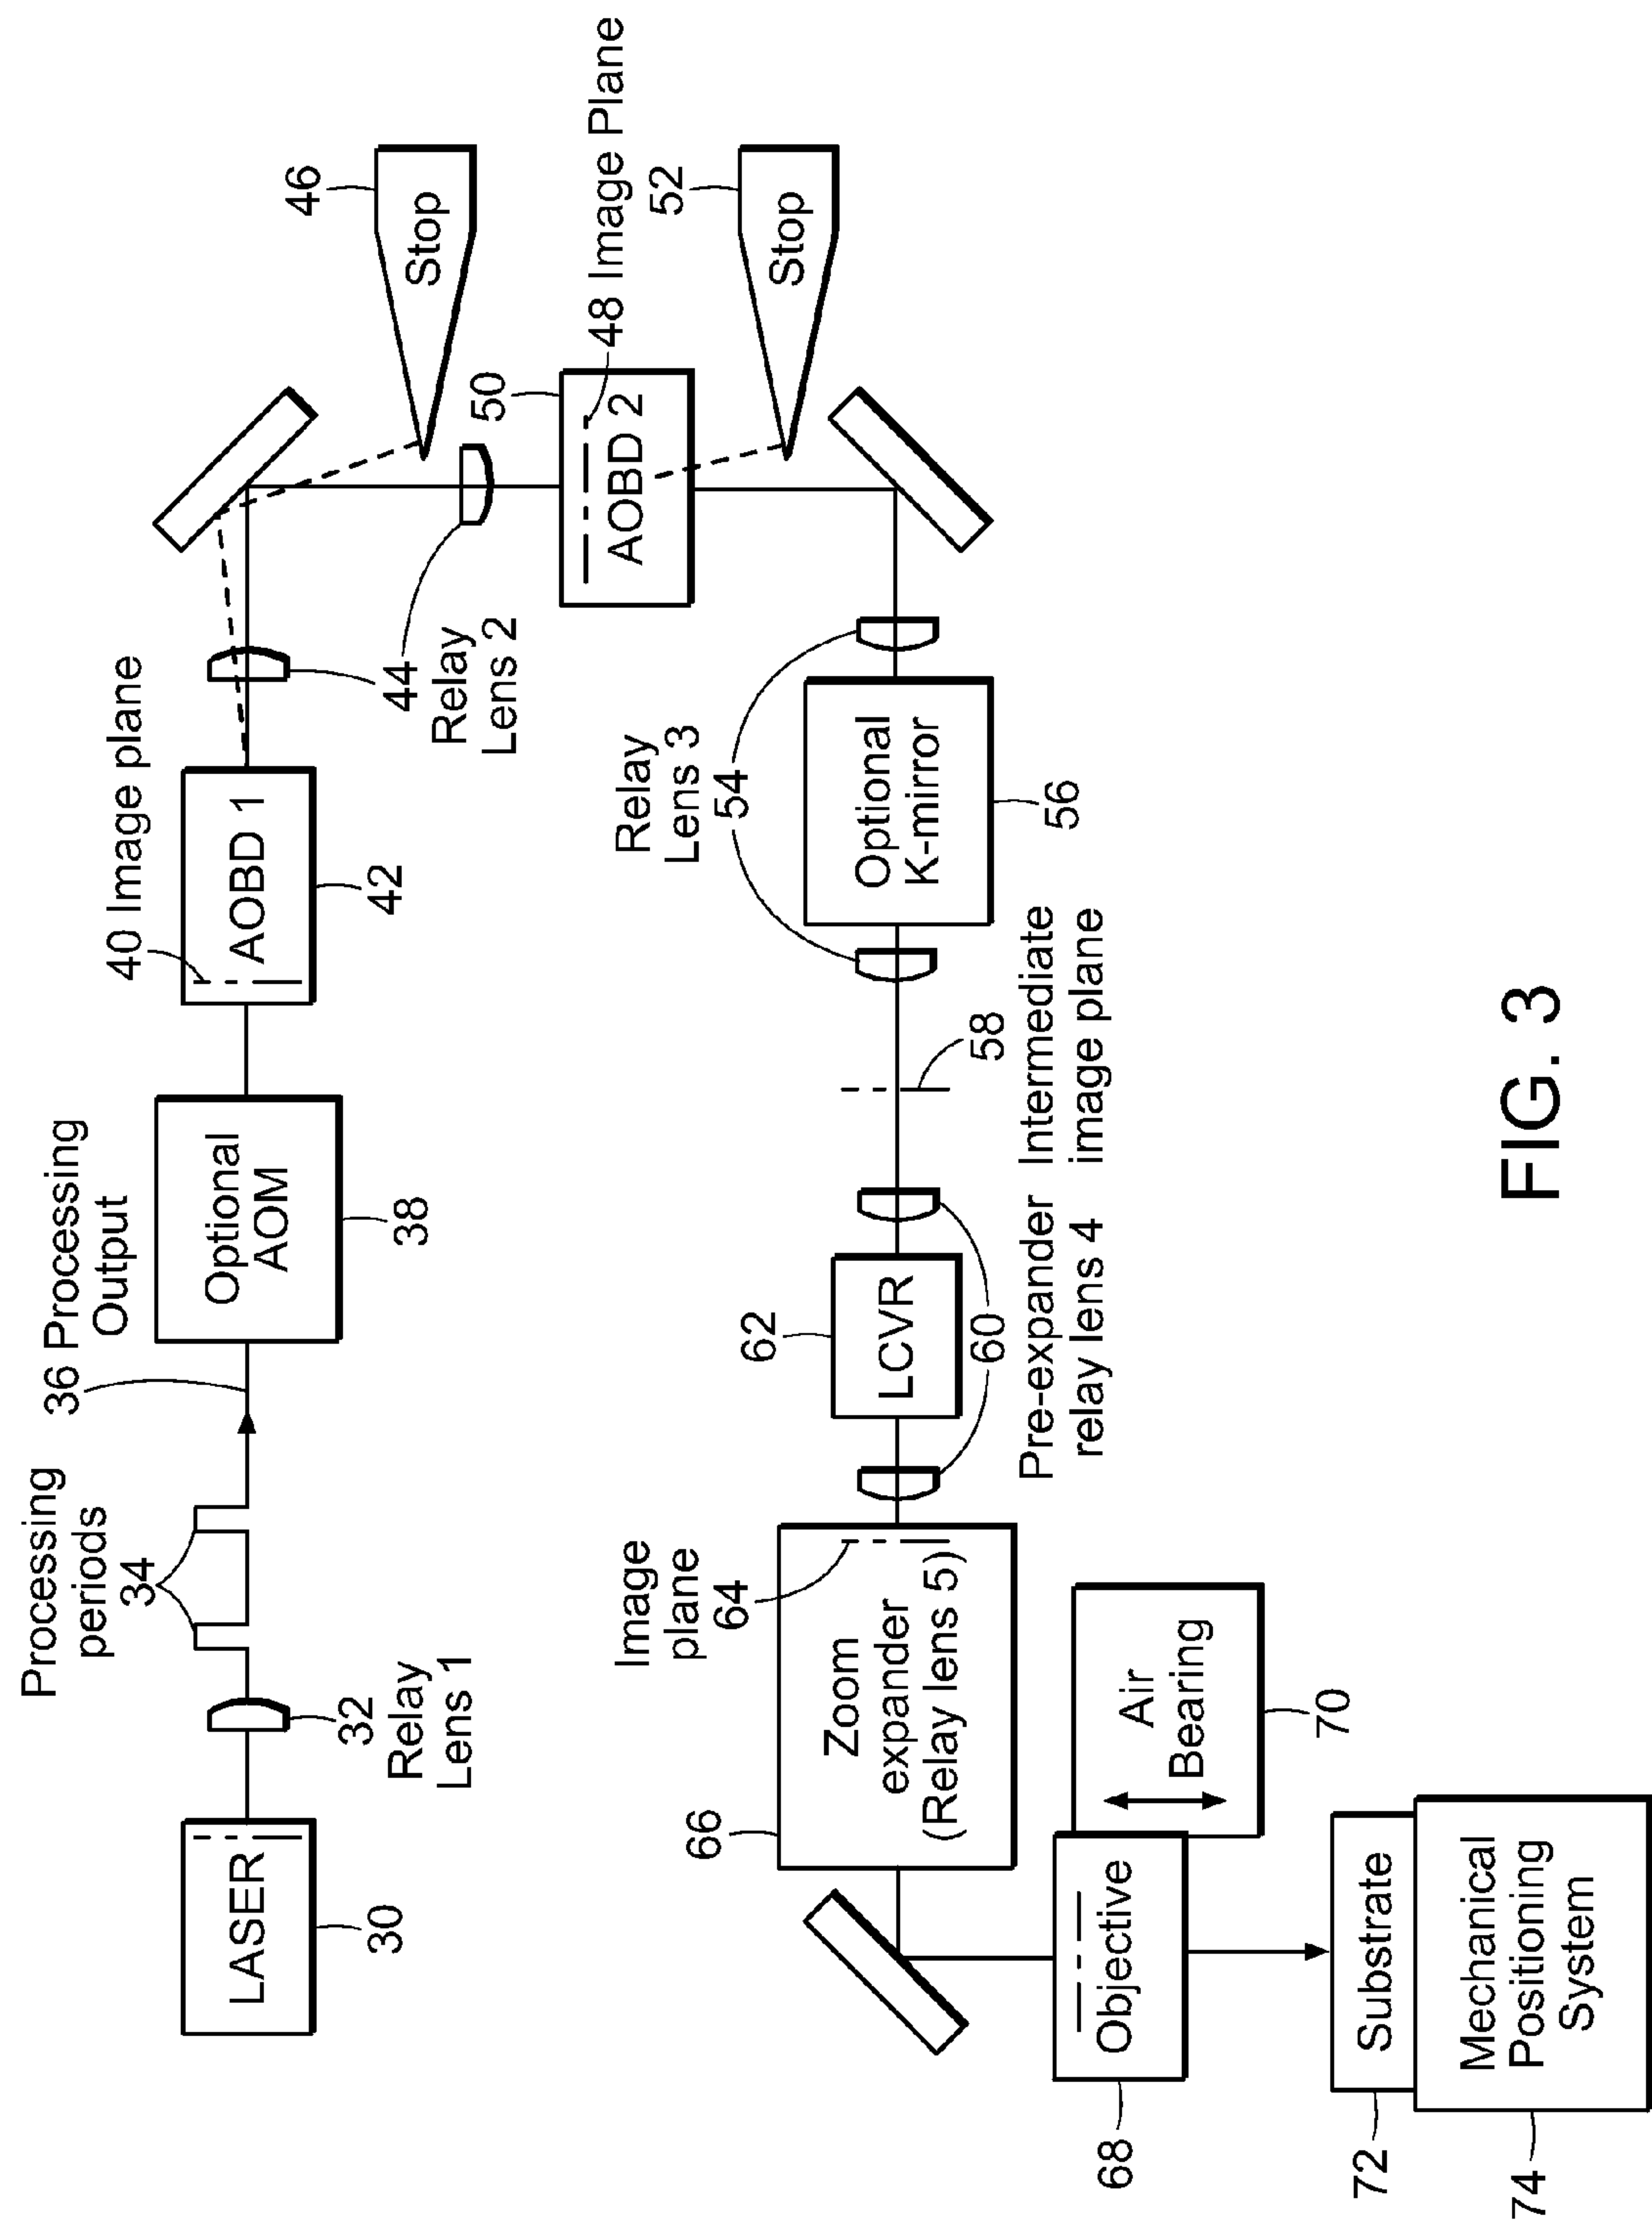 Processing
periods
34
36 Processing
Output
40 Image plane
LASER
30
32
Relay
Lens 1
Optional
AOM
38
AOBD 1
42
44
Relay
Lens 2
46
Stop
50
AOBD 2
48 Image Plane
52
Stop
Relay
Lens 3
54
Optional
K-mirror
56
58
Intermediate
image plane
62
LCVR
60
Pre-expander
relay lens 4
Image
plane
64
66
Zoom
expander
(Relay lens 5)
Air
Bearing
70
Objective
68
Substrate
72
Mechanical
Positioning
System
74
FIG. 3